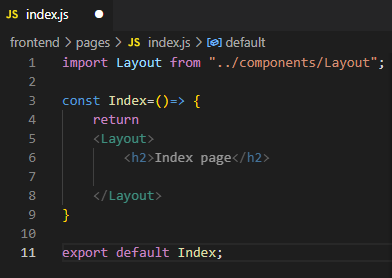 JS index.js ●
frontend > pages > JS index.js > default
1 import Layout from "../components/Layout";
2
3 const Index=()=> {
4     return
5     <Layout>
6         <h2>Index page</h2>
7
8     </Layout>
9 }
10
11 export default Index;